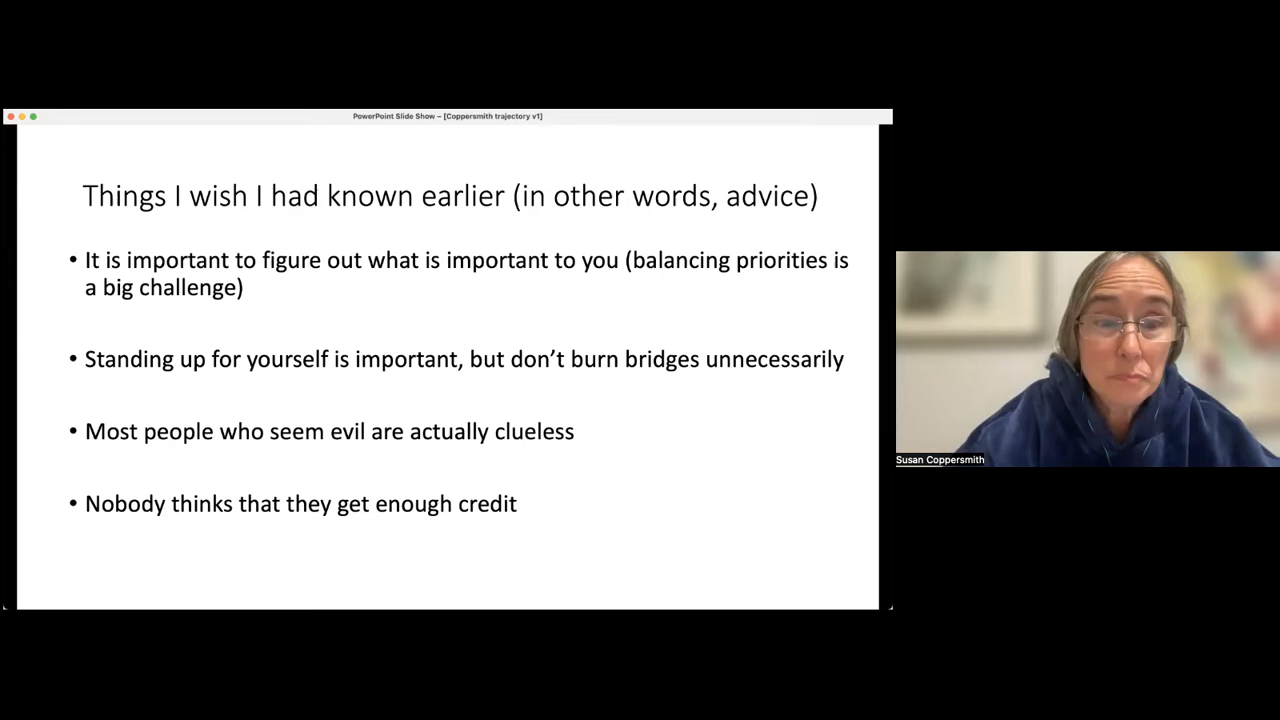 PowerPoint Slide Show – [Coppersmith trajectory v1]
Things I wish I had known earlier (in other words, advice)
• It is important to figure out what is important to you (balancing priorities is
a big challenge)
• Standing up for yourself is important, but don’t burn bridges unnecessarily
• Most people who seem evil are actually clueless
• Nobody thinks that they get enough credit
Susan Coppersmith